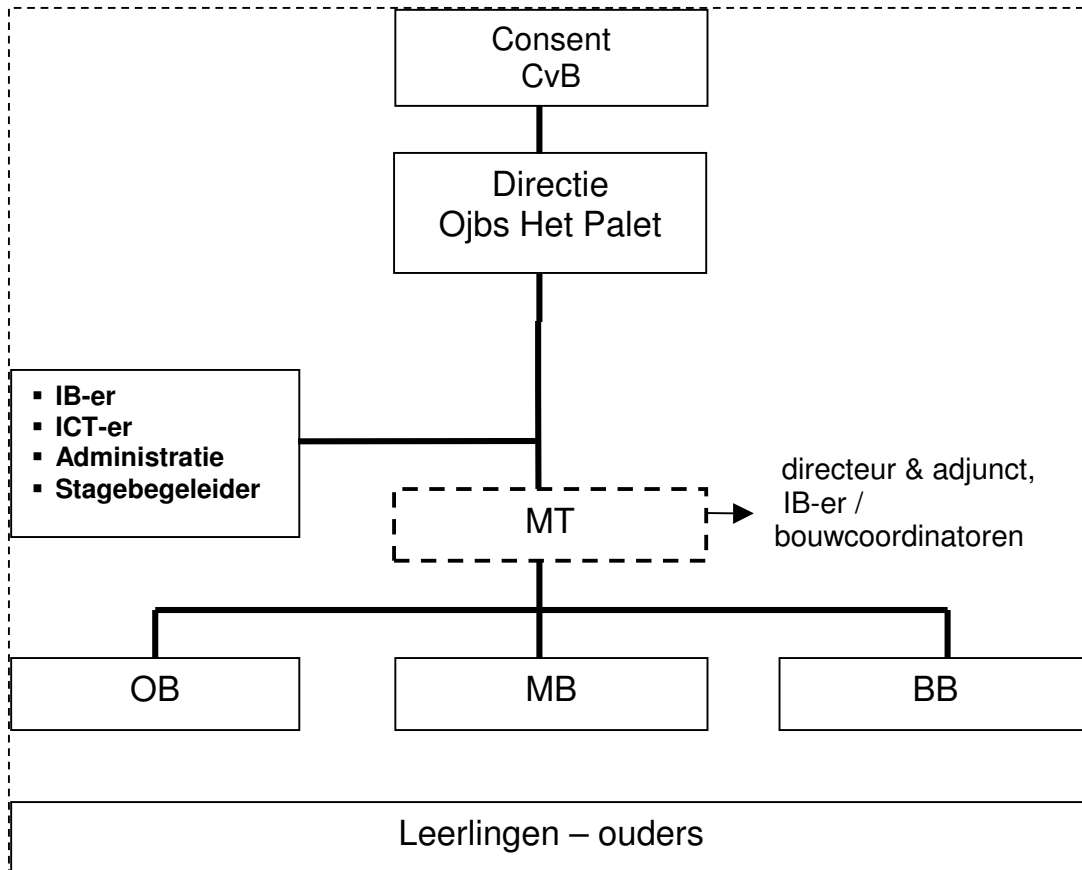 Consent
CvB
Directie
Ojbs Het Palet
▪ IB-er
▪ ICT-er
▪ Administratie
▪ Stagebegeleider
MT
directeur & adjunct,
IB-er /
bouwcoordinatoren
OB
MB
BB
Leerlingen – ouders